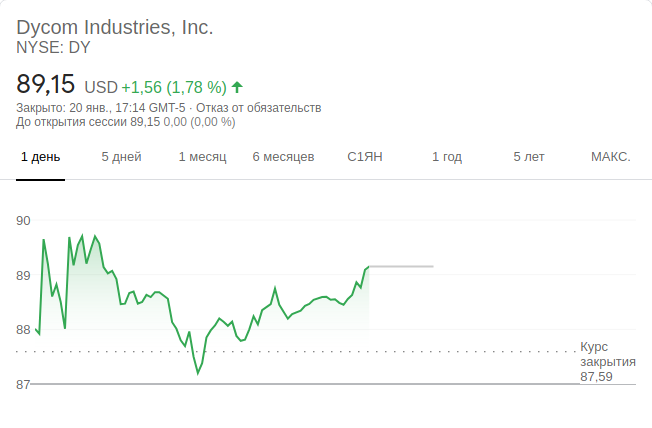 Dycom Industries, Inc.
NYSE: DY
89,15 USD +1,56 (1,78 %)
Закрыто: 20 янв., 17:14 GMT-5 · Отказ от обязательств
До открытия сессии 89,15 0,00 (0,00 %)
1 день 5 дней 1 месяц 6 месяцев С1ЯН 1 год 5 лет МАКС.
90
89
88
Курс
закрытия
87,59
87